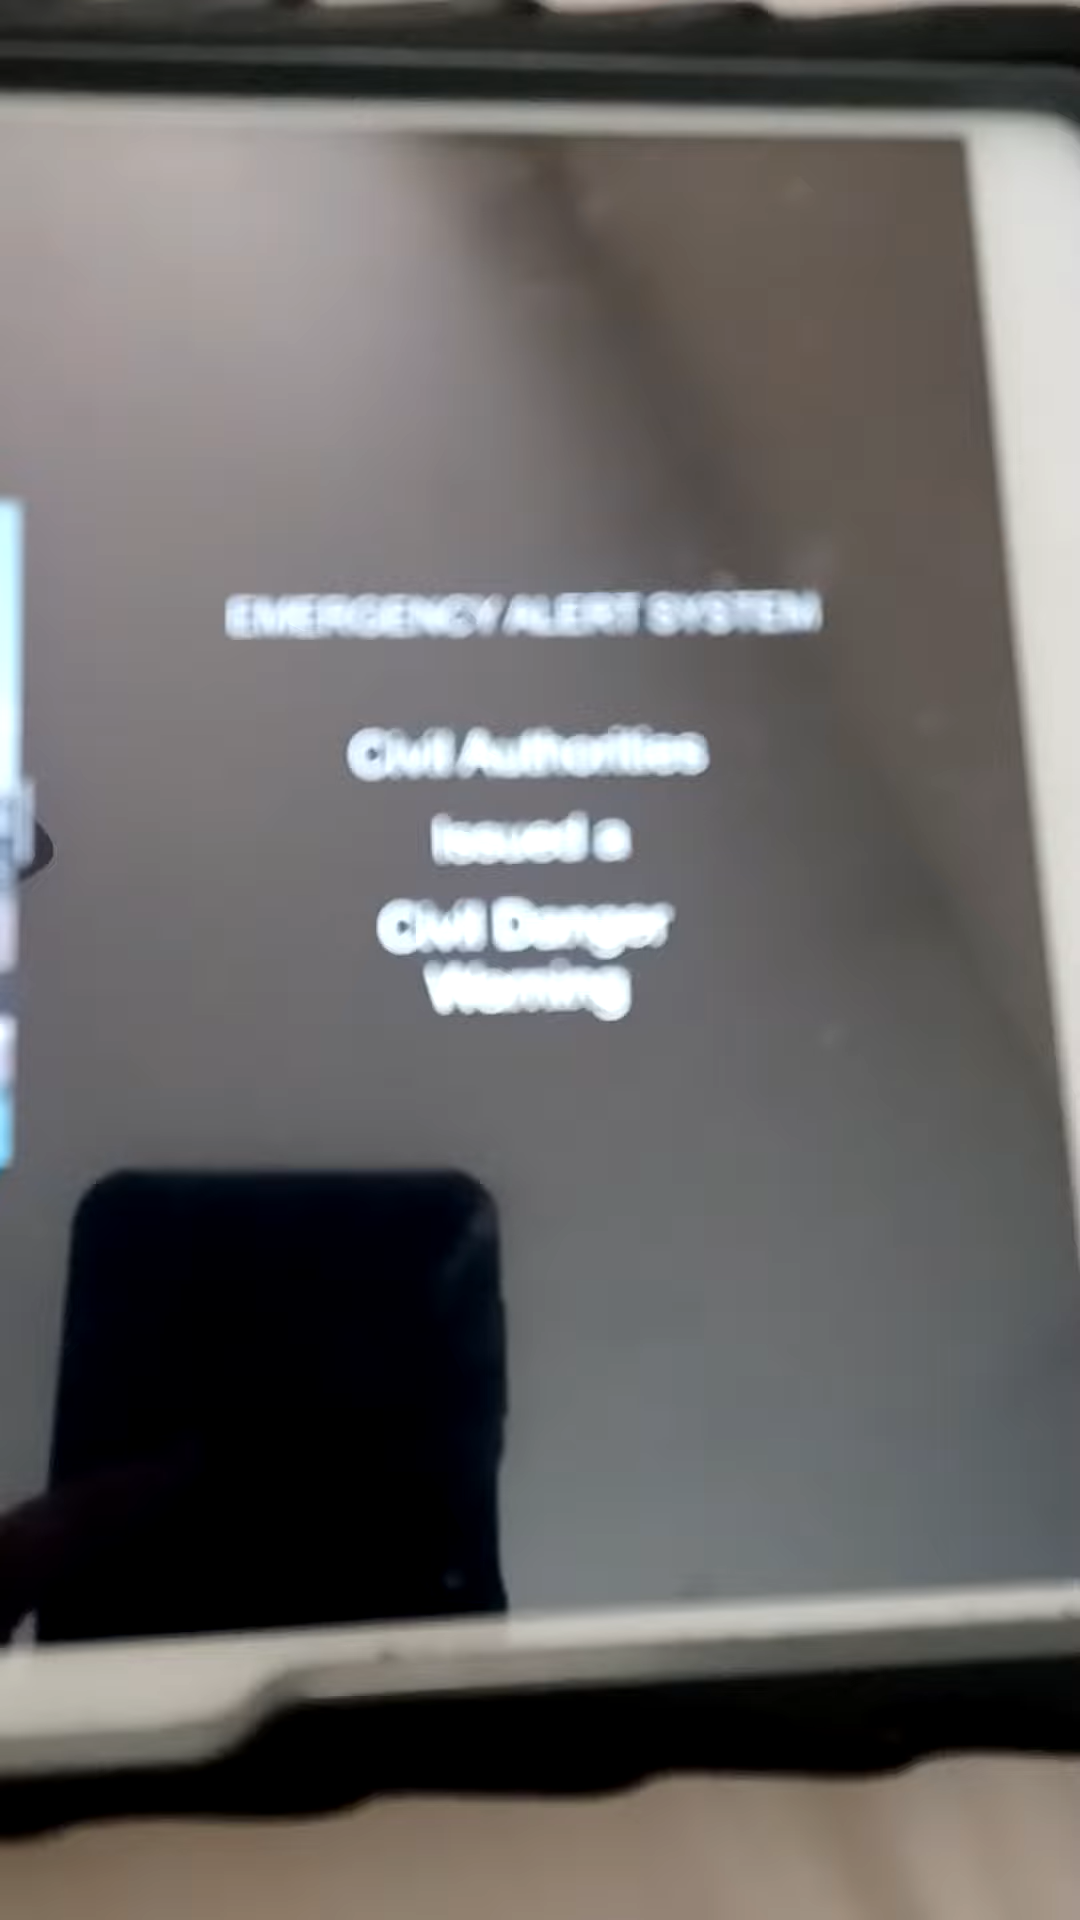 EMERGENCY ALERT SYSTEM
Civil Authorities
Issued a
Civil Danger
Warning